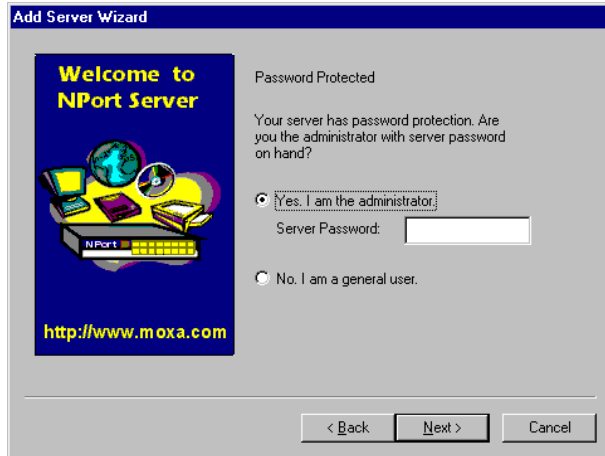 Add Server Wizard
Welcome to
NPort Server
NPort
http://www.moxa.com
Password Protected
Your server has password protection. Are
you the administrator with server password
on hand?
Yes. I am the administrator.
Server Password:
No. I am a general user.
< Back
Next >
Cancel